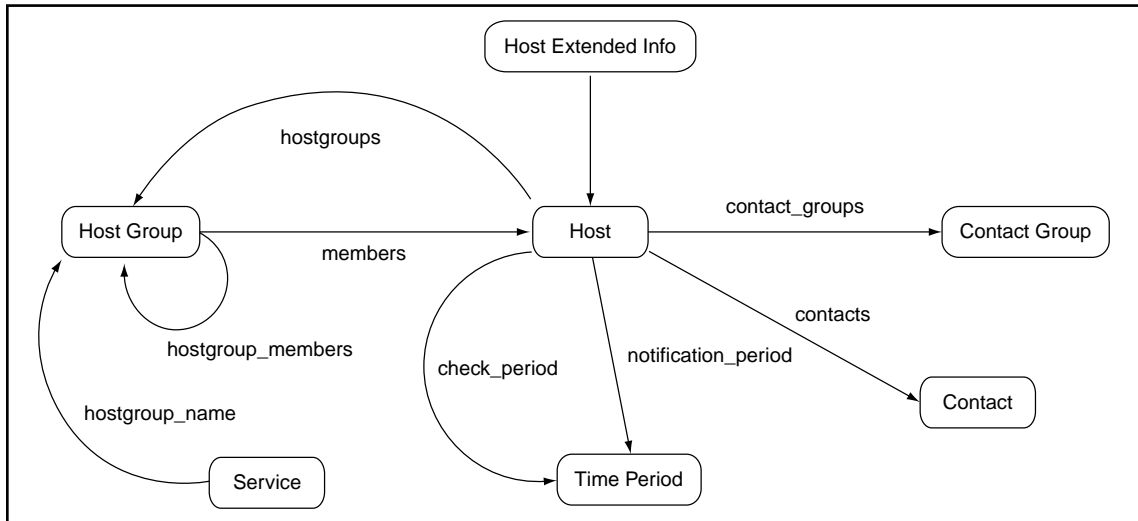 Host Extended Info
hostgroups
contact_groups
Host Group
Host
Contact Group
members
contacts
hostgroup_members
notification_period
check_period
Contact
hostgroup_name
Service
Time Period